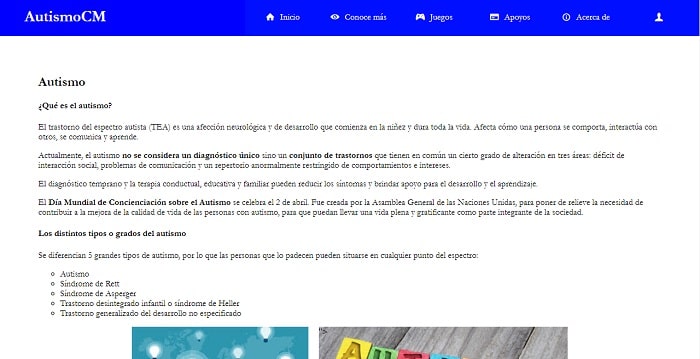 AutismoCM
Inicio
Conoce más
Juegos
Apoyos
Acerca de
Autismo
¿Qué es el autismo?
El trastorno del espectro autista (TEA) es una afección neurológica y de desarrollo que comienza en la niñez y dura toda la vida. Afecta cómo una persona se comporta, interactúa con
otros, se comunica y aprende.
Actualmente, el autismo no se considera un diagnóstico único sino un conjunto de trastornos que tienen en común un cierto grado de alteración en tres áreas: déficit de
interacción social, problemas de comunicación y un repertorio anormalmente restringido de comportamientos e intereses.
El diagnóstico temprano y la terapia conductual, educativa y familiar pueden reducir los síntomas y brindar apoyo para el desarrollo y el aprendizaje.
El Día Mundial de Concienciación sobre el Autismo se celebra el 2 de abril. Fue creada por la Asamblea General de las Naciones Unidas, para poner de relieve la necesidad de
contribuir a la mejora de la calidad de vida de las personas con autismo, para que puedan llevar una vida plena y gratificante como parte integrante de la sociedad.
Los distintos tipos o grados del autismo
Se diferencian 5 grandes tipos de autismo, por lo que las personas que lo padecen pueden situarse en cualquier punto del espectro:
Autismo
Síndrome de Rett
Síndrome de Asperger
Trastorno desintegrado infantil o síndrome de Heller
Trastorno generalizado del desarrollo no especificado